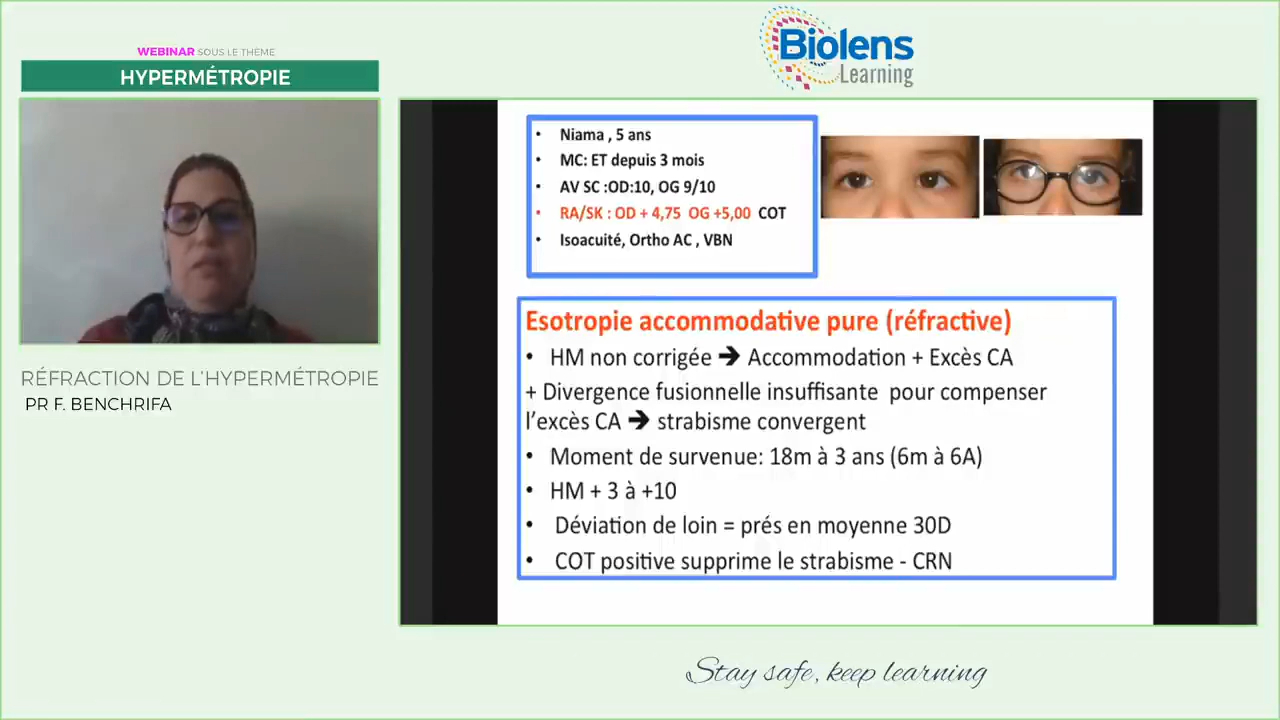 WEBINAR SOUS LE THÈME
HYPERMÉTROPIE
RÉFRACTION DE L'HYPERMÉTROPIE
PR F. BENCHRIFA
Biolens
Learning
• Niama , 5 ans
• MC: ET depuis 3 mois
• AV SC :OD:10, OG 9/10
• RA/SK : OD + 4,75 OG +5,00 COT
• Isoacuité, Ortho AC , VBN
Esotropie accommodative pure (réfractive)
• HM non corrigée ➔ Accommodation + Excès CA
+ Divergence fusionnelle insuffisante pour compenser
l'excès CA ➔ strabisme convergent
• Moment de survenue: 18m à 3 ans (6m à 6A)
• HM + 3 à +10
• Déviation de loin = prés en moyenne 30D
• COT positive supprime le strabisme - CRN
Stay safe, keep learning